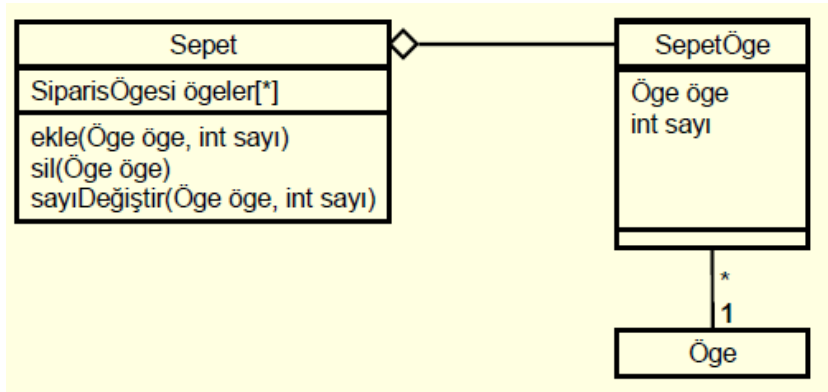 Sepet
SiparisÖgesi ögeler[*]
ekle(Öge öge, int sayı)
sil(Öge öge)
sayıDeğiştir(Öge öge, int sayı)
SepetÖge
Öge öge
int sayı
*
1
Öge